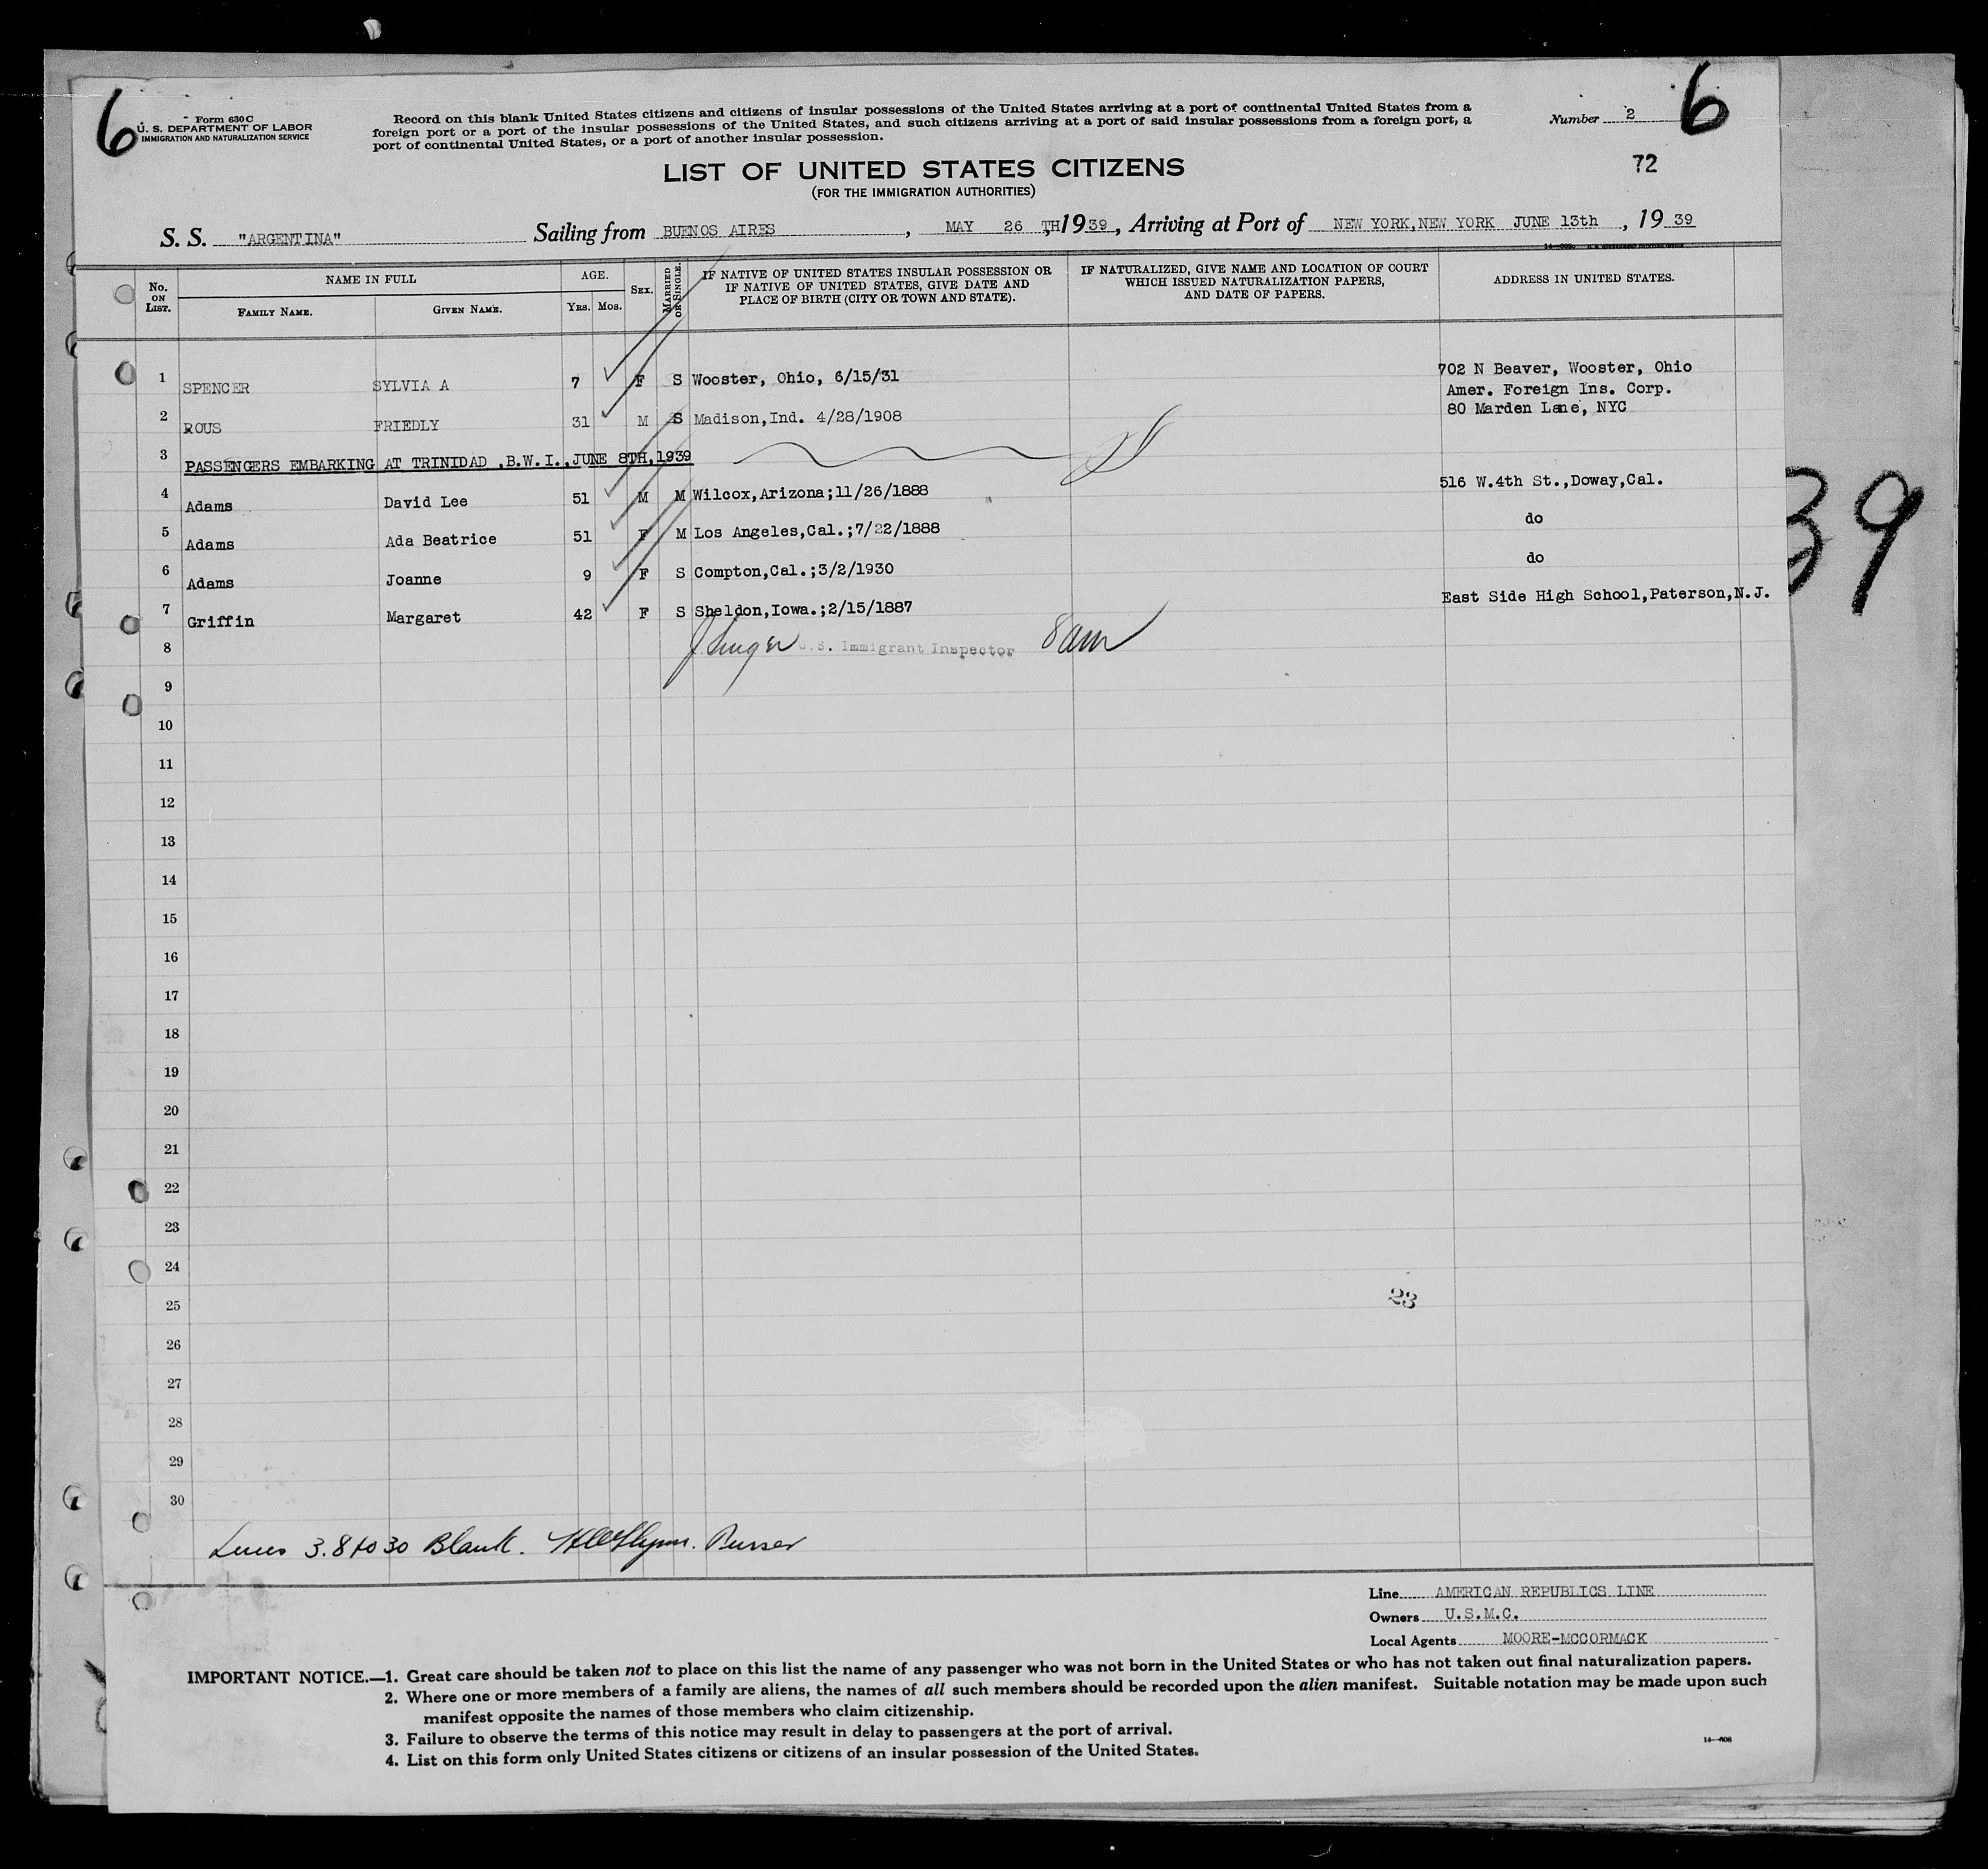 6
Form 630 C
U. S. DEPARTMENT OF LABOR
IMMIGRATION AND NATURALIZATION SERVICE
Record on this blank United States citizens and citizens of insular possessions of the United States arriving at a port of continental United States from a
foreign port or a port of the insular possessions of the United States, and such citizens arriving at a port of said insular possessions from a foreign port, a
port of continental United States, or a port of another insular possession.
Number 2
6
72
LIST OF UNITED STATES CITIZENS
(FOR THE IMMIGRATION AUTHORITIES)
S. S. "ARGENTINA" Sailing from BUENOS AIRES , MAY 26 TH, 19 39, Arriving at Port of NEW YORK,NEW YORK JUNE 13th , 19 39
No. ON LIST. NAME IN FULL FAMILY NAME. GIVEN NAME. AGE. YRS. MOS. SEX. MARRIED OR SINGLE. IF NATIVE OF UNITED STATES INSULAR POSSESSION OR IF NATIVE OF UNITED STATES, GIVE DATE AND PLACE OF BIRTH (CITY OR TOWN AND STATE). IF NATURALIZED, GIVE NAME AND LOCATION OF COURT WHICH ISSUED NATURALIZATION PAPERS, AND DATE OF PAPERS. ADDRESS IN UNITED STATES.
1 SPENCER SYLVIA A 7 F S Wooster, Ohio, 6/15/31 702 N Beaver, Wooster, Ohio
Amer. Foreign Ins. Corp.
2 ROUS FRIEDLY 31 M S Madison,Ind. 4/28/1908 80 Marden Lane, NYC
3 PASSENGERS EMBARKING AT TRINIDAD ,B.W.I.,JUNE 8TH,1939
4 Adams David Lee 51 M M Wilcox,Arizona;11/26/1888 516 W.4th St.,Doway,Cal.
5 Adams Ada Beatrice 51 F M Los Angeles,Cal.;7/22/1888 do
6 Adams Joanne 9 F S Compton,Cal.;3/2/1930 do
7 Griffin Margaret 42 F S Sheldon,Iowa.;2/15/1887 East Side High School,Paterson,N.J.
8 U.S. Immigrant Inspector 8am
9
10
11
12
13
14
15
16
17
18
19
20
21
22
23
24
25
26
27
28
29
30
39
23
Lines 3.8 to 30 Blank. Purser
Line AMERICAN REPUBLICS LINE
Owners U.S.M.C.
Local Agents MOORE-MCCORMACK
IMPORTANT NOTICE.—1. Great care should be taken not to place on this list the name of any passenger who was not born in the United States or who has not taken out final naturalization papers.
2. Where one or more members of a family are aliens, the names of all such members should be recorded upon the alien manifest. Suitable notation may be made upon such
manifest opposite the names of those members who claim citizenship.
3. Failure to observe the terms of this notice may result in delay to passengers at the port of arrival.
4. List on this form only United States citizens or citizens of an insular possession of the United States.